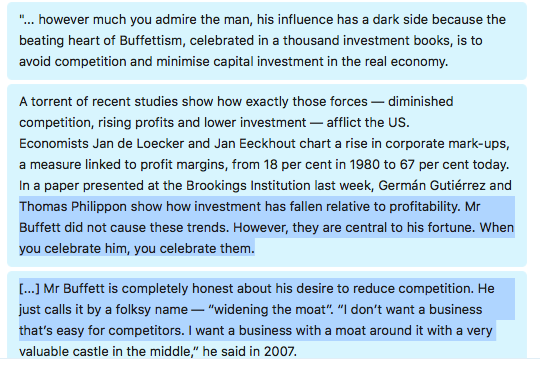 "... however much you admire the man, his influence has a dark side because the
beating heart of Buffettism, celebrated in a thousand investment books, is to
avoid competition and minimise capital investment in the real economy.
A torrent of recent studies show how exactly those forces — diminished
competition, rising profits and lower investment — afflict the US.
Economists Jan de Loecker and Jan Eeckhout chart a rise in corporate mark-ups,
a measure linked to profit margins, from 18 per cent in 1980 to 67 per cent today.
In a paper presented at the Brookings Institution last week, Germán Gutiérrez and
Thomas Philippon show how investment has fallen relative to profitability. Mr
Buffett did not cause these trends. However, they are central to his fortune. When
you celebrate him, you celebrate them.
[...] Mr Buffett is completely honest about his desire to reduce competition. He
just calls it by a folksy name — “widening the moat”. “I don’t want a business
that’s easy for competitors. I want a business with a moat around it with a very
valuable castle in the middle,” he said in 2007.